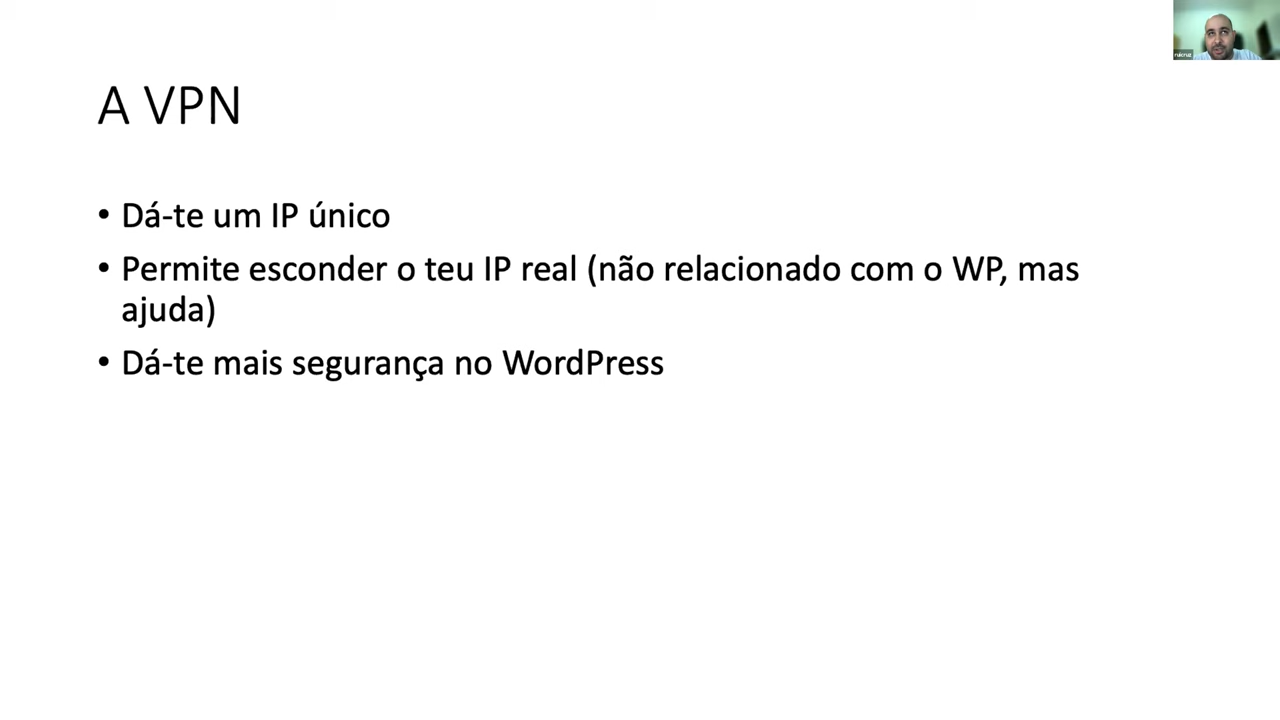 A VPN
• Dá-te um IP único
• Permite esconder o teu IP real (não relacionado com o WP, mas
ajuda)
• Dá-te mais segurança no WordPress
ruicruz